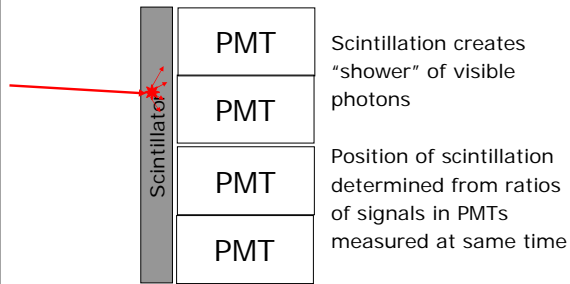 PMT
PMT
PMT
PMT
Scintillator
Scintillation creates
“shower” of visible
photons
Position of scintillation
determined from ratios
of signals in PMTs
measured at same time